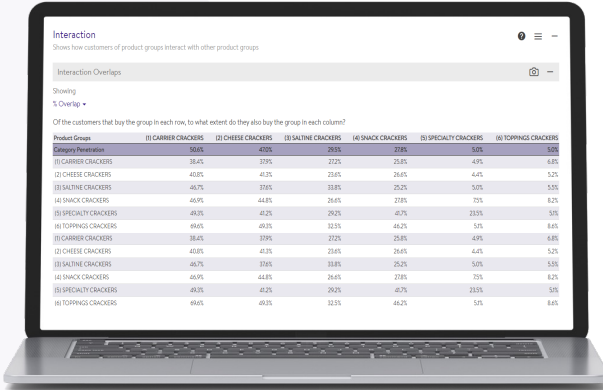 Interaction
Shows how customers of product groups interact with other product groups
Interaction Overlaps
Showing
% Overlap
Of the customers that buy the group in each row, to what extent do they also buy the group in each column?
Product Groups (1) CARRIER CRACKERS (2) CHEESE CRACKERS (3) SALTINE CRACKERS (4) SNACK CRACKERS (5) SPECIALTY CRACKERS (6) TOPPINGS CRACKERS
Category Penetration 50.6% 47.0% 29.5% 27.8% 5.0% 5.0%
(1) CARRIER CRACKERS 38.4% 37.9% 27.2% 25.8% 4.9% 6.8%
(2) CHEESE CRACKERS 40.8% 41.3% 23.6% 26.6% 4.4% 5.2%
(3) SALTINE CRACKERS 46.7% 37.6% 33.8% 25.2% 5.0% 5.5%
(4) SNACK CRACKERS 46.9% 44.8% 26.6% 27.8% 7.5% 8.2%
(5) SPECIALTY CRACKERS 49.3% 41.2% 29.2% 41.7% 23.5% 5.1%
(6) TOPPINGS CRACKERS 69.6% 49.3% 32.5% 46.2% 5.1% 8.6%
(1) CARRIER CRACKERS 38.4% 37.9% 27.2% 25.8% 4.9% 6.8%
(2) CHEESE CRACKERS 40.8% 41.3% 23.6% 26.6% 4.4% 5.2%
(3) SALTINE CRACKERS 46.7% 37.6% 33.8% 25.2% 5.0% 5.5%
(4) SNACK CRACKERS 46.9% 44.8% 26.6% 27.8% 7.5% 8.2%
(5) SPECIALTY CRACKERS 49.3% 41.2% 29.2% 41.7% 23.5% 5.1%
(6) TOPPINGS CRACKERS 69.6% 49.3% 32.5% 46.2% 5.1% 8.6%